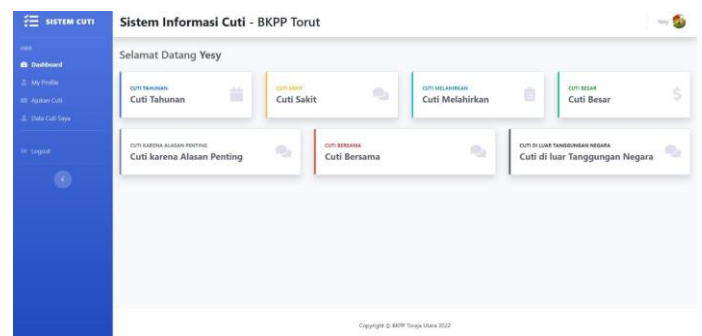 SISTEM CUTI
Sistem Informasi Cuti - BKPP Torut
Yesy
USER
Dashboard
My Profile
Ajukan Cuti
Data Cuti Saya
Logout
Selamat Datang Yesy
CUTI TAHUNAN
Cuti Tahunan
CUTI SAKIT
Cuti Sakit
CUTI MELAHIRKAN
Cuti Melahirkan
CUTI BESAR
Cuti Besar
CUTI KARENA ALASAN PENTING
Cuti karena Alasan Penting
CUTI BERSAMA
Cuti Bersama
CUTI DI LUAR TANGGUNGAN NEGARA
Cuti di luar Tanggungan Negara
Copyright © BKPP Toraja Utara 2022